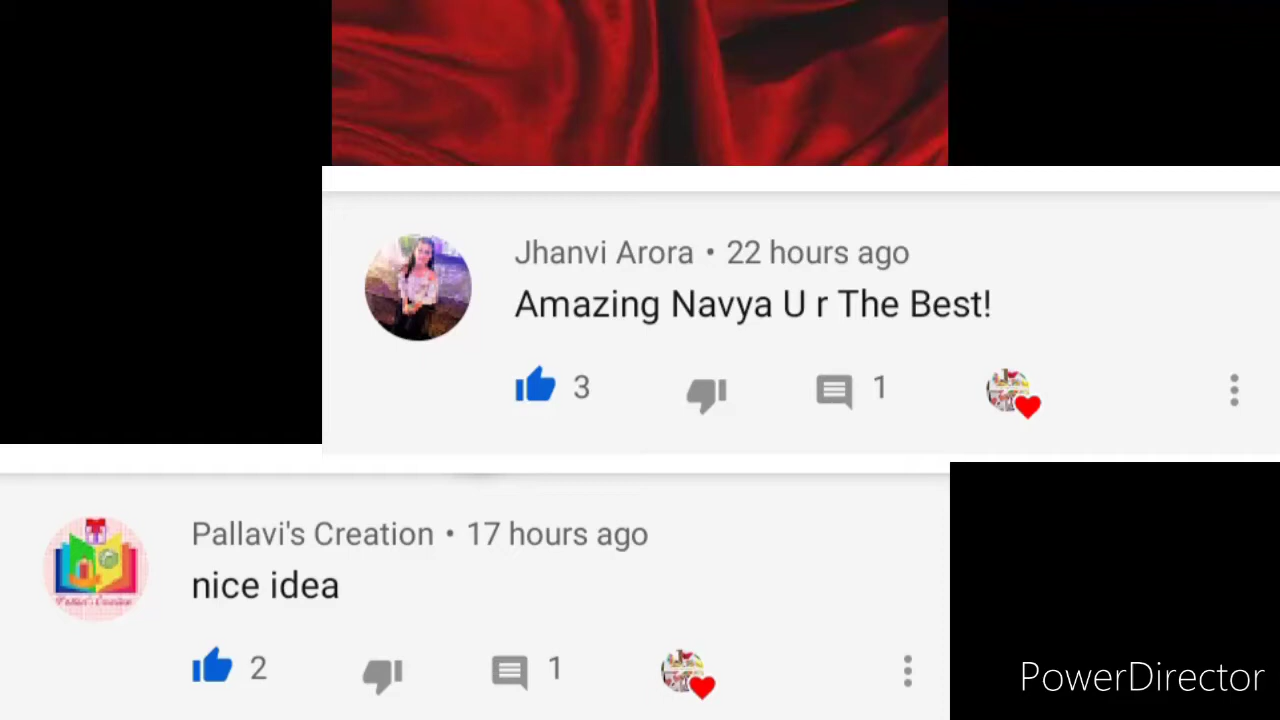 Jhanvi Arora • 22 hours ago
Amazing Navya U r The Best!
3
1
Pallavi's Creation • 17 hours ago
nice idea
2
1
PowerDirector